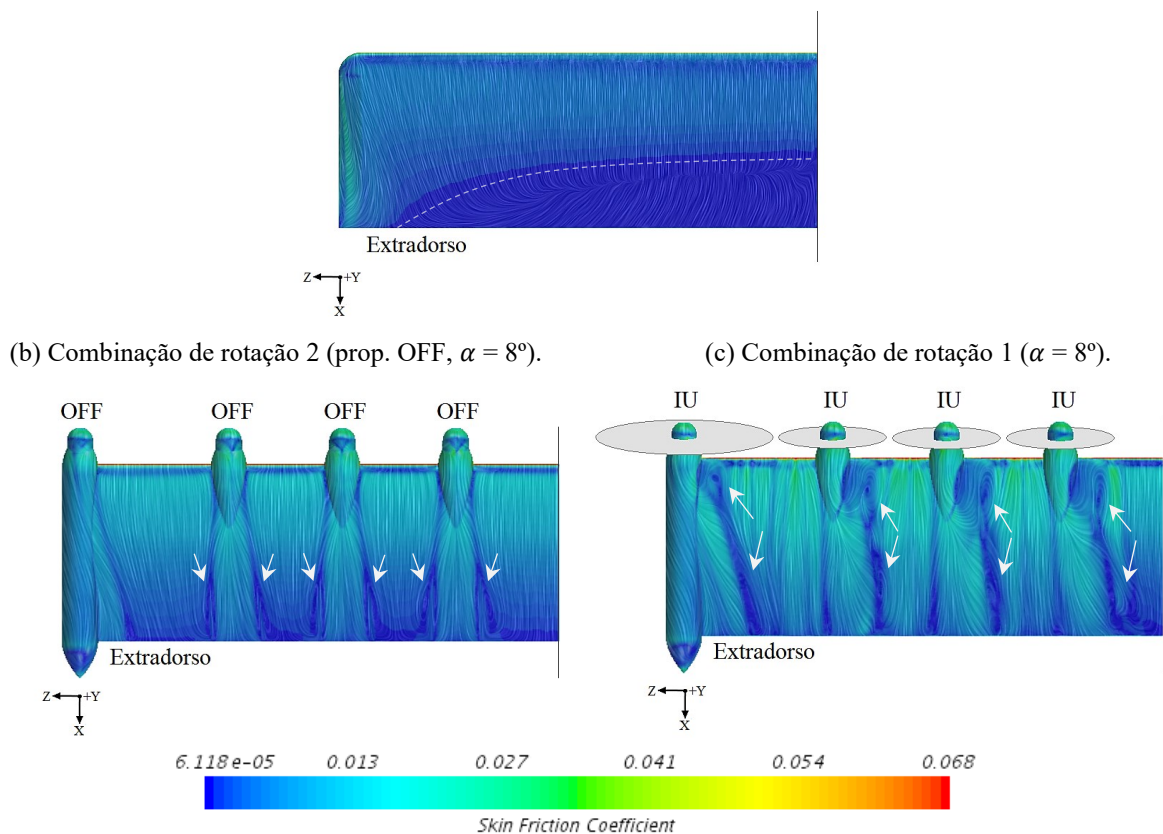 Extradorso
Z +Y
X
(b) Combinação de rotação 2 (prop. OFF, 𝛼 = 8º).
(c) Combinação de rotação 1 (𝛼 = 8º).
OFF OFF OFF OFF
IU IU IU IU
Extradorso
Z +Y
X
Extradorso
Z +Y
X
6.118e-05 0.013 0.027 0.041 0.054 0.068
Skin Friction Coefficient